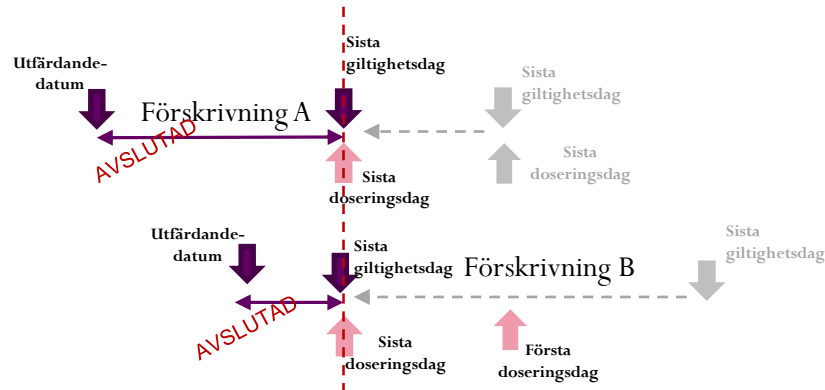 Utfärdande-
datum
Sista
giltighetsdag
Sista
giltighetsdag
Förskrivning A
AVSLUTAD
Sista
doseringsdag
Sista
doseringsdag
Utfärdande-
datum
Sista
giltighetsdag
Förskrivning B
Sista
giltighetsdag
AVSLUTAD
Sista
doseringsdag
Första
doseringsdag